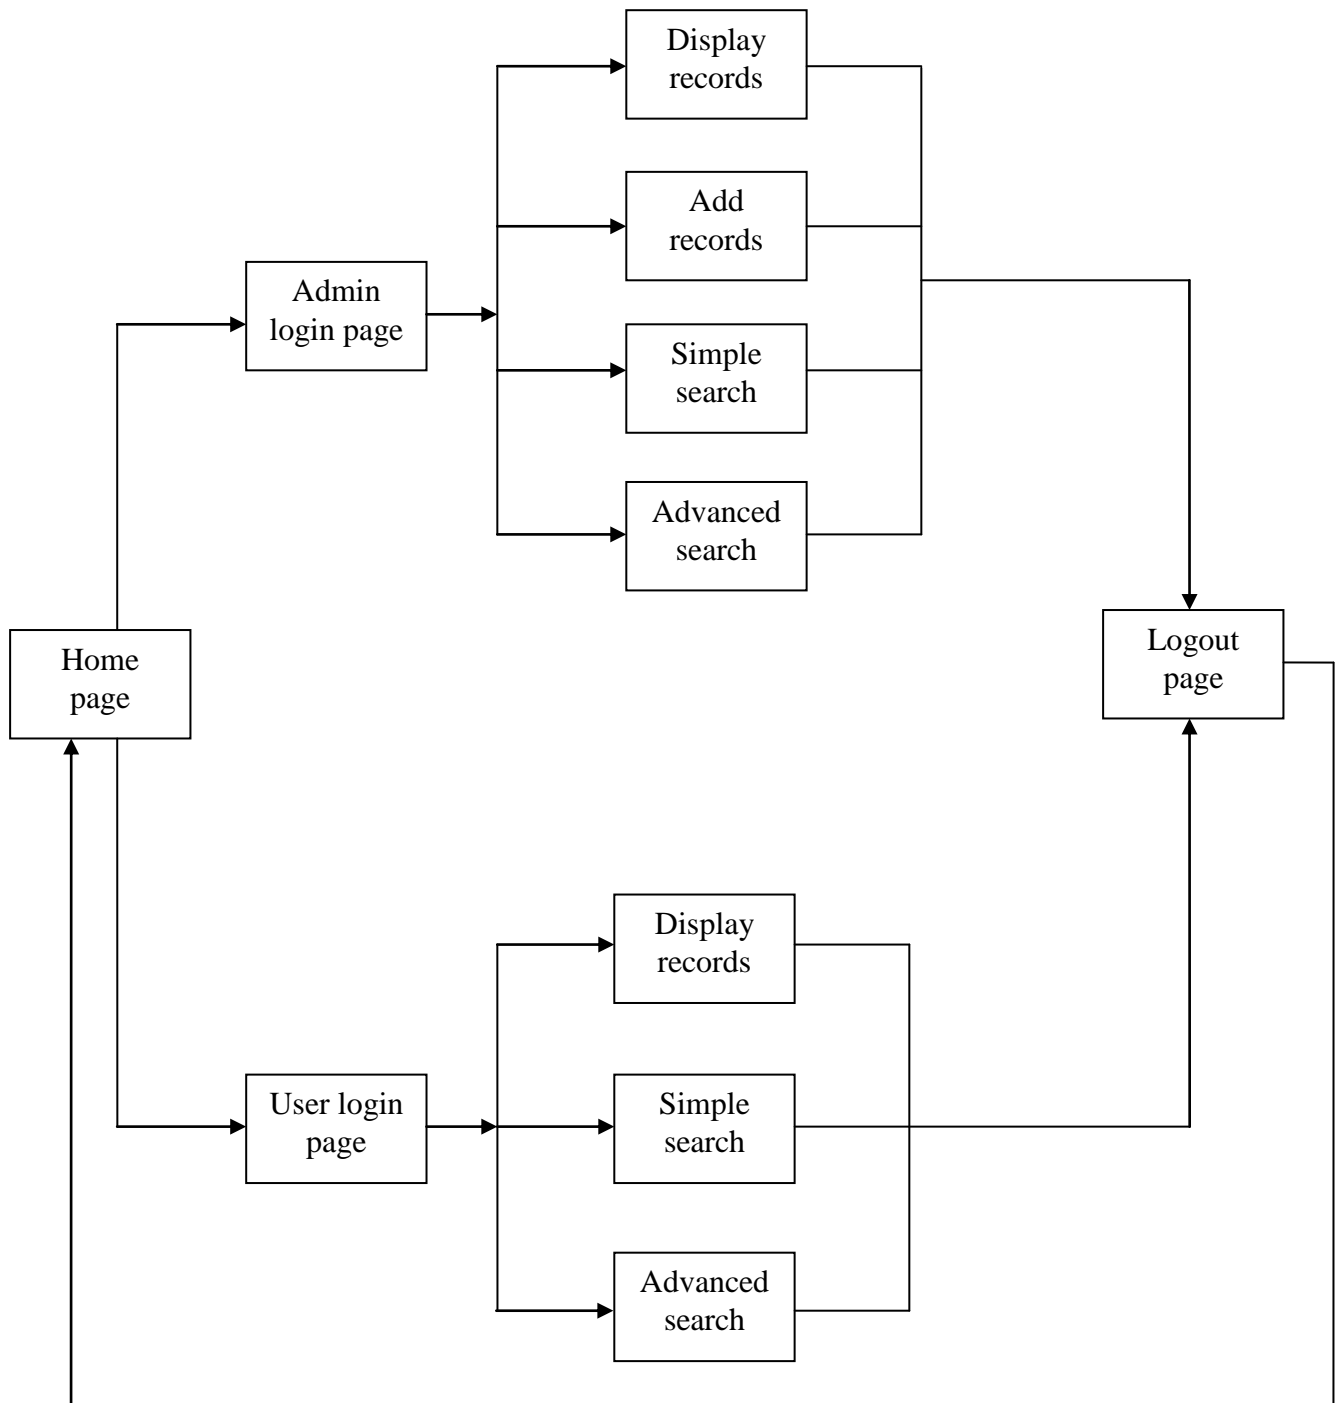 Display
records
Add
records
Admin
login page
Simple
search
Advanced
search
Home
page
Logout
page
Display
records
User login
page
Simple
search
Advanced
search